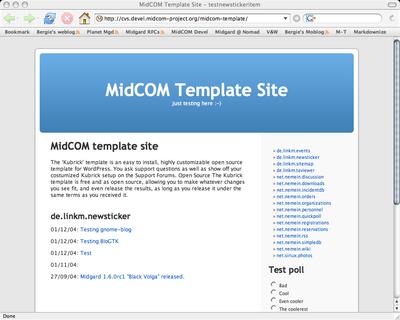 MidCOM Template Site - testnewstickeritem
http://cvs.devel.midcom-project.org/midcom-template/
Bookmark Bergie's weblog Planet Mgd Midgard RFCs MidCOM Devel Midgard @ Nomad V&W Bergie's Moblog M-T Markdownize
MidCOM Template Site
just testing here :-)
MidCOM template site
The 'Kubrick' template is an easy to install, highly customizable open source
template for WordPress. You ask support questions as well as show off your
costumized Kubrick setup on the Support Forums. Open Source The Kubrick
template is free and as open source, allowing you to make whatever changes
you see fit, and even release the results, as long as you release it under the
same terms as you received it.
de.linkm.newsticker
01/12/04: Testing gnome-blog
01/12/04: Testing BloGTK
01/12/04: Test
01/11/04:
27/09/04: Midgard 1.6.0rc1 "Black Volga" released.
» de.linkm.events
» de.linkm.newsticker
» de.linkm.sitemap
» de.linkm.taviewer
» net.nemein.discussion
» net.nemein.downloads
» net.nemein.incidentdb
» net.nemein.orders
» net.nemein.organizations
» net.nemein.personnel
» net.nemein.quickpoll
» net.nemein.registrations
» net.nemein.reservations
» net.nemein.rss
» net.nemein.simpledb
» net.nemein.wiki
» net.siriux.photos
Test poll
Bad
Cool
Even cooler
The coolerest
Done